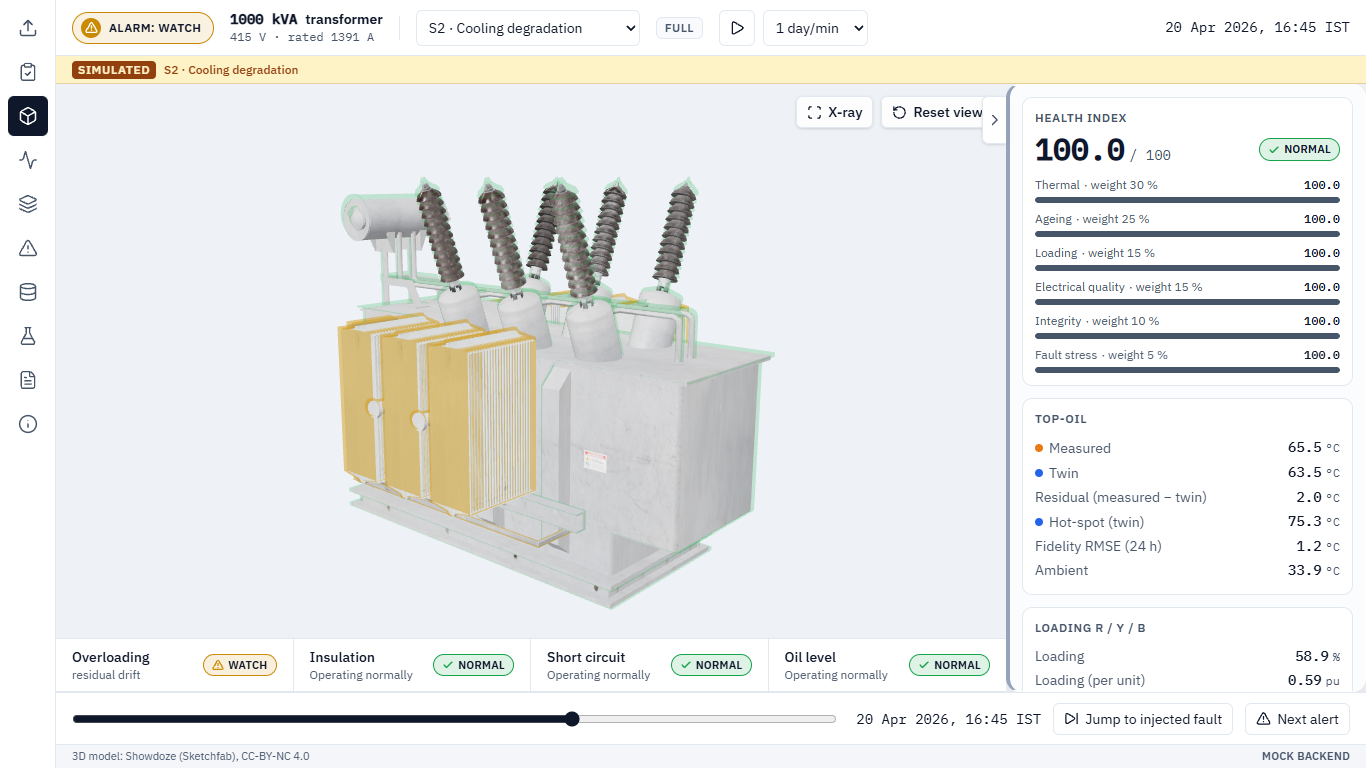 ALARM: WATCH
1000 kVA transformer
415 V · rated 1391 A
S2 · Cooling degradation
FULL
1 day/min
20 Apr 2026, 16:45 IST
SIMULATED S2 · Cooling degradation
X-ray
Reset view
HEALTH INDEX
100.0 / 100
NORMAL
Thermal · weight 30 % 100.0
Ageing · weight 25 % 100.0
Loading · weight 15 % 100.0
Electrical quality · weight 15 % 100.0
Integrity · weight 10 % 100.0
Fault stress · weight 5 % 100.0
TOP-OIL
Measured 65.5 °C
Twin 63.5 °C
Residual (measured − twin) 2.0 °C
Hot-spot (twin) 75.3 °C
Fidelity RMSE (24 h) 1.2 °C
Ambient 33.9 °C
LOADING R / Y / B
Loading 58.9 %
Loading (per unit) 0.59 pu
Overloading
residual drift
WATCH
Insulation
Operating normally
NORMAL
Short circuit
Operating normally
NORMAL
Oil level
Operating normally
NORMAL
20 Apr 2026, 16:45 IST
Jump to injected fault
Next alert
3D model: Showdoze (Sketchfab), CC-BY-NC 4.0
MOCK BACKEND